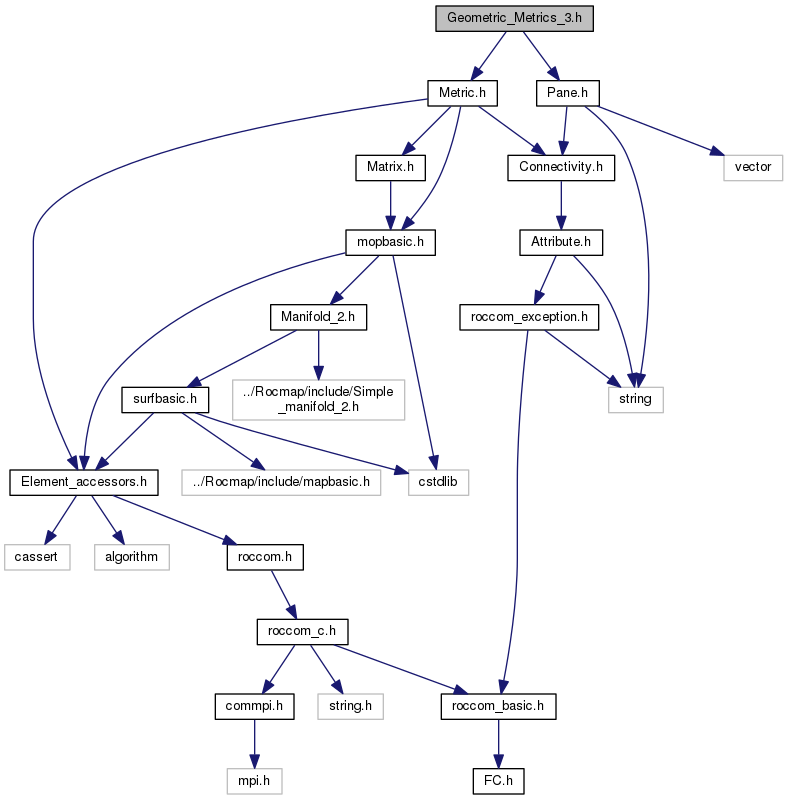 Geometric_Metrics_3.h
Metric.h
Pane.h
Matrix.h
Connectivity.h
vector
mopbasic.h
Attribute.h
Manifold_2.h
roccom_exception.h
surfbasic.h
../Rocmap/include/Simple
_manifold_2.h
string
Element_accessors.h
../Rocmap/include/mapbasic.h
cstdlib
cassert
algorithm
roccom.h
roccom_c.h
commpi.h
string.h
roccom_basic.h
mpi.h
FC.h